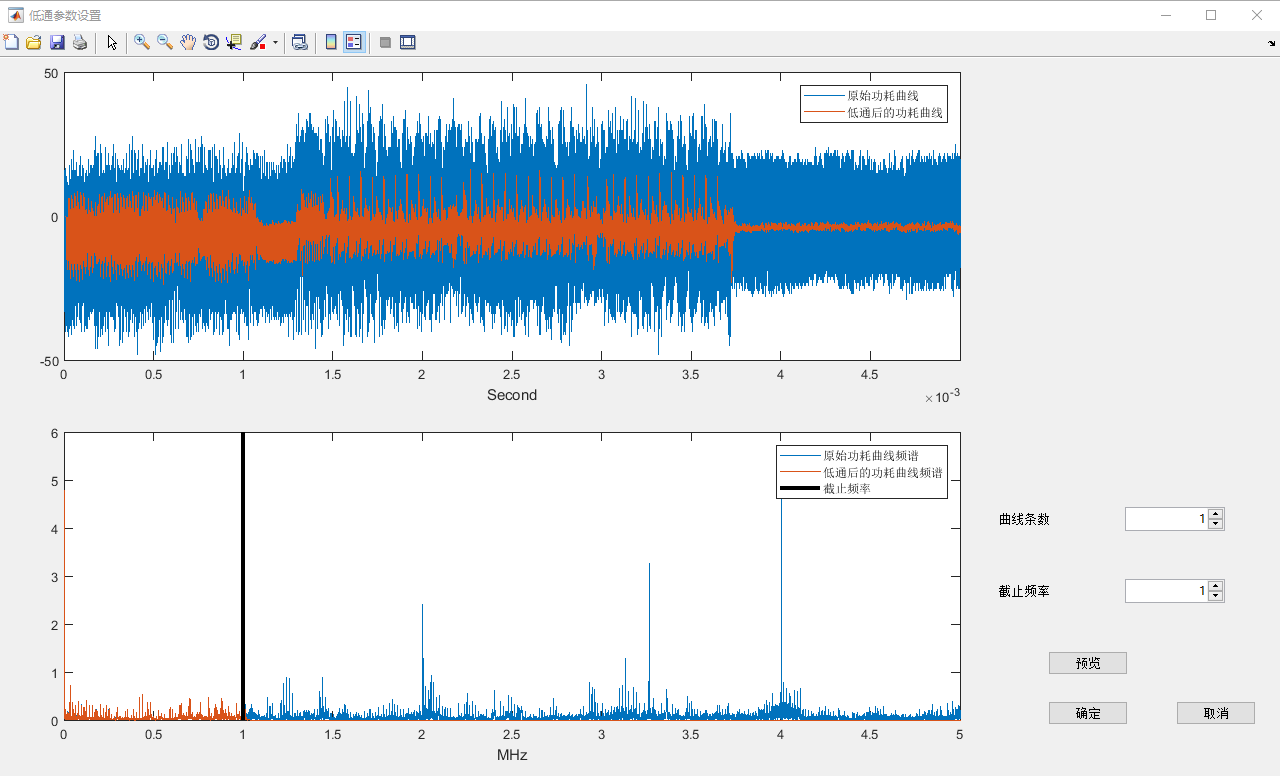 低通参数设置
50
0
-50
原始功耗曲线
低通后的功耗曲线
0 0.5 1 1.5 2 2.5 3 3.5 4 4.5
Second
×10-3
6
5
4
3
2
1
0
原始功耗曲线频谱
低通后的功耗曲线频谱
截止频率
0 0.5 1 1.5 2 2.5 3 3.5 4 4.5 5
MHz
曲线条数 1
截止频率 1
预览
确定 取消